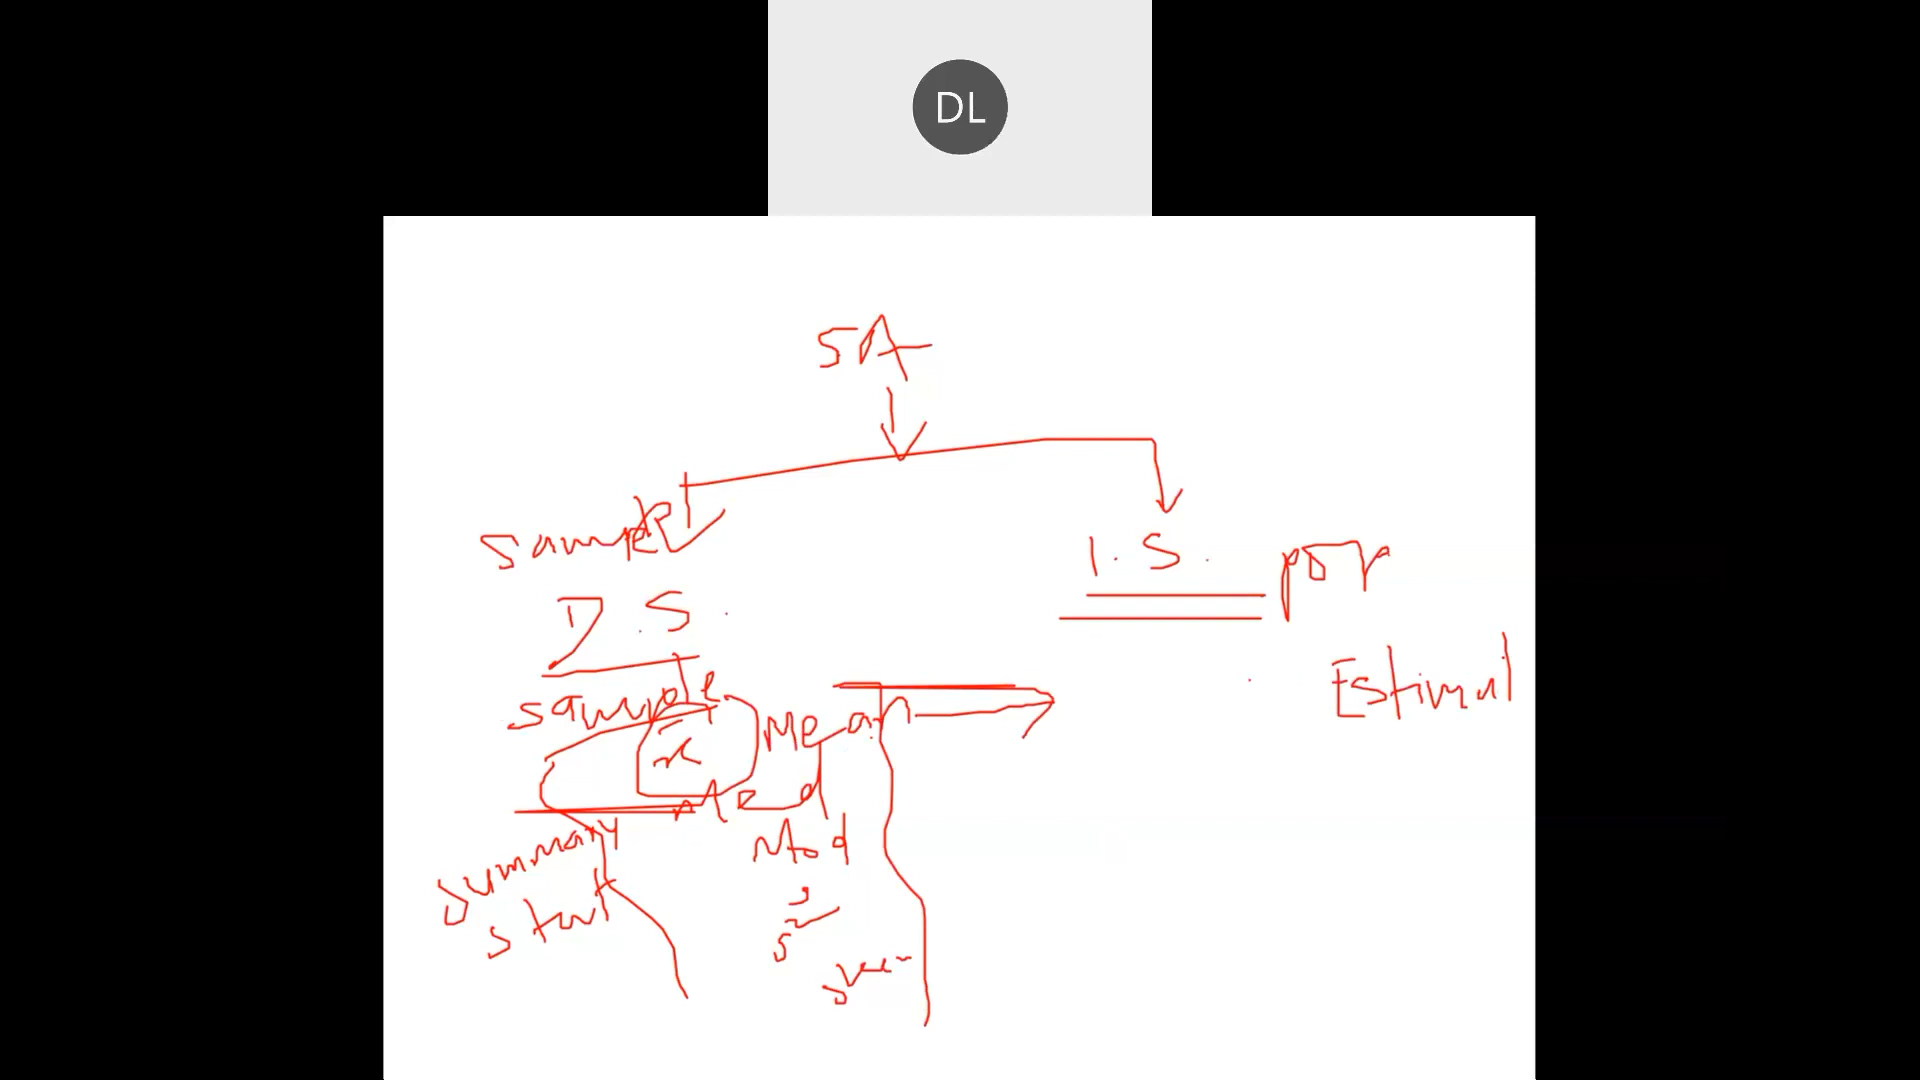 DL
SA
Sample
I. S. pop
D. S.
Estimat
sample
x̄ Mean
Med
Mod
summary
stat
s²